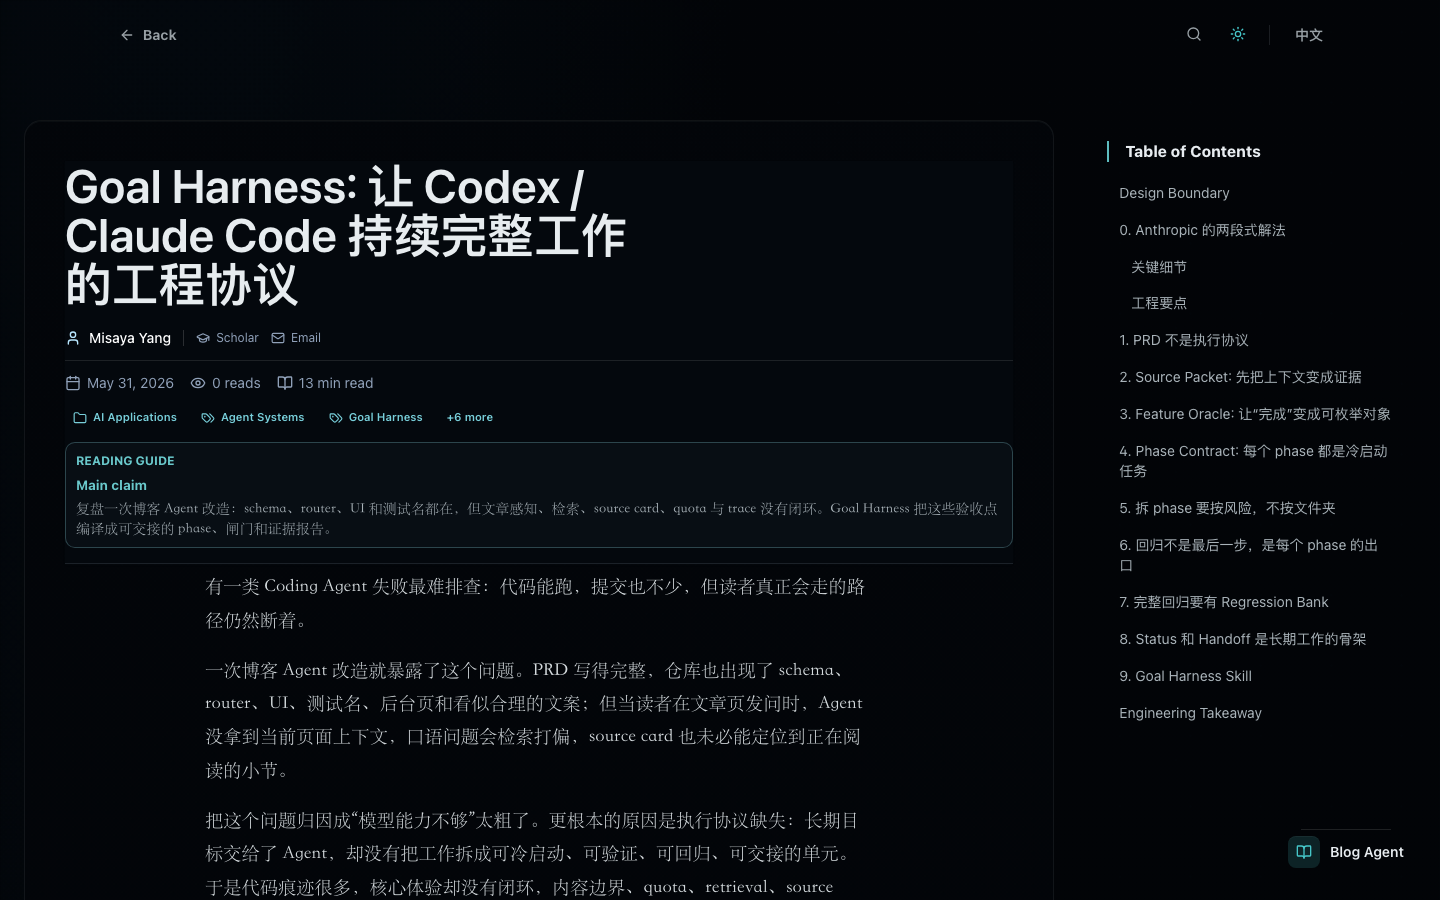 Back
中文
Goal Harness: 让 Codex /
Claude Code 持续完整工作
的工程协议
Misaya Yang
Scholar
Email
May 31, 2026
0 reads
13 min read
AI Applications
Agent Systems
Goal Harness
+6 more
READING GUIDE
Main claim
复盘一次博客 Agent 改造：schema、router、UI 和测试名都在，但文章感知、检索、source card、quota 与 trace 没有闭环。Goal Harness 把这些验收点
编译成可交接的 phase、闸门和证据报告。
有一类 Coding Agent 失败最难排查：代码能跑，提交也不少，但读者真正会走的路
径仍然断着。
一次博客 Agent 改造就暴露了这个问题。PRD 写得完整，仓库也出现了 schema、
router、UI、测试名、后台页和看似合理的文案；但当读者在文章页发问时，Agent
没拿到当前页面上下文，口语问题会检索打偏，source card 也未必能定位到正在阅
读的小节。
把这个问题归因成“模型能力不够”太粗了。更根本的原因是执行协议缺失：长期目
标交给了 Agent，却没有把工作拆成可冷启动、可验证、可回归、可交接的单元。
于是代码痕迹很多，核心体验却没有闭环，内容边界、quota、retrieval、source
Table of Contents
Design Boundary
0. Anthropic 的两段式解法
关键细节
工程要点
1. PRD 不是执行协议
2. Source Packet: 先把上下文变成证据
3. Feature Oracle: 让“完成”变成可枚举对象
4. Phase Contract: 每个 phase 都是冷启动
任务
5. 拆 phase 要按风险，不按文件夹
6. 回归不是最后一步，是每个 phase 的出
口
7. 完整回归要有 Regression Bank
8. Status 和 Handoff 是长期工作的骨架
9. Goal Harness Skill
Engineering Takeaway
Blog Agent